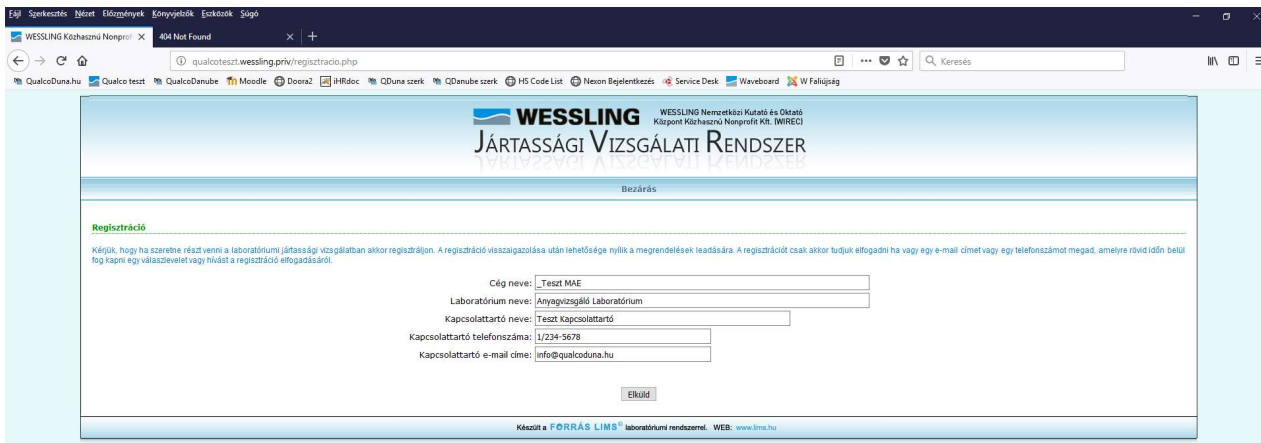 Fájl Szerkesztés Nézet Előzmények Könyvjelzők Eszközök Súgó
WESSLING Közhasznú Nonprof 404 Not Found
qualcoteszt.wessling.priv/regisztracio.php Keresés
QualcoDuna.hu Qualco teszt QualcoDanube Moodle Doora2 iHRdoc QDuna szerk QDanube szerk HS Code List Nexon Bejelentkezés Service Desk Waveboard W Faliújság
WESSLING WESSLING Nemzetközi Kutató és Oktató
Központ Közhasznú Nonprofit Kft. (WIREC)
JÁRTASSÁGI VIZSGÁLATI RENDSZER
Bezárás
Regisztráció
Kérjük, hogy ha szeretne részt venni a laboratóriumi jártassági vizsgálatban akkor regisztráljon. A regisztráció visszaigazolása után lehetősége nyílik a megrendelések leadására. A regisztrációt csak akkor tudjuk elfogadni ha vagy egy e-mail címet vagy egy telefonszámot megad, amelyre rövid időn belül
fog kapni egy válaszlevelet vagy hívást a regisztráció elfogadásáról.
Cég neve: _Teszt MAE
Laboratórium neve: Anyagvizsgáló Laboratórium
Kapcsolattartó neve: Teszt Kapcsolattartó
Kapcsolattartó telefonszáma: 1/234-5678
Kapcsolattartó e-mail címe: info@qualcoduna.hu
Elküld
Készült a FORRÁS LIMS® laboratóriumi rendszerrel. WEB: www.lims.hu